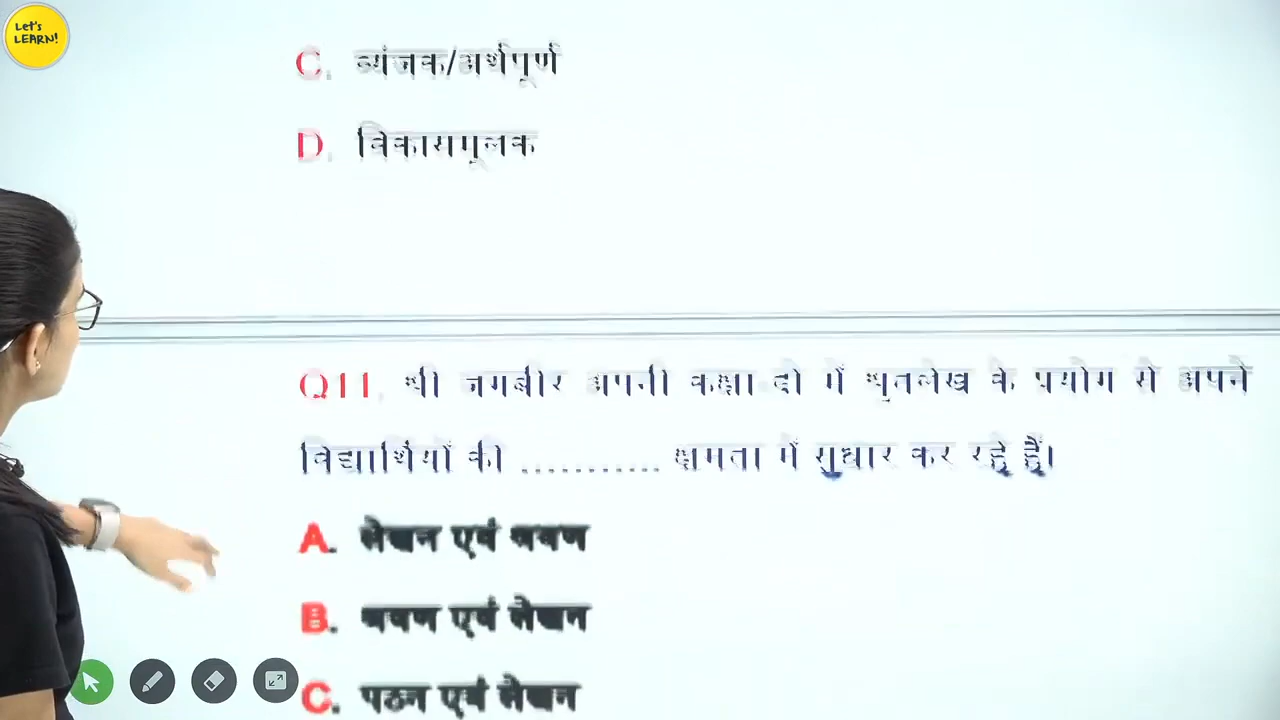 Let's
LEARN!
C. व्यंजक/अर्थपूर्ण
D. विकासमूलक
Q11. श्री जगबीर अपनी कक्षा दो में श्रुतलेख के प्रयोग से अपने
विद्यार्थियों की ........... क्षमता में सुधार कर रहे हैं।
A. लेखन एवं श्रवण
B. श्रवण एवं लेखन
C. पठन एवं लेखन